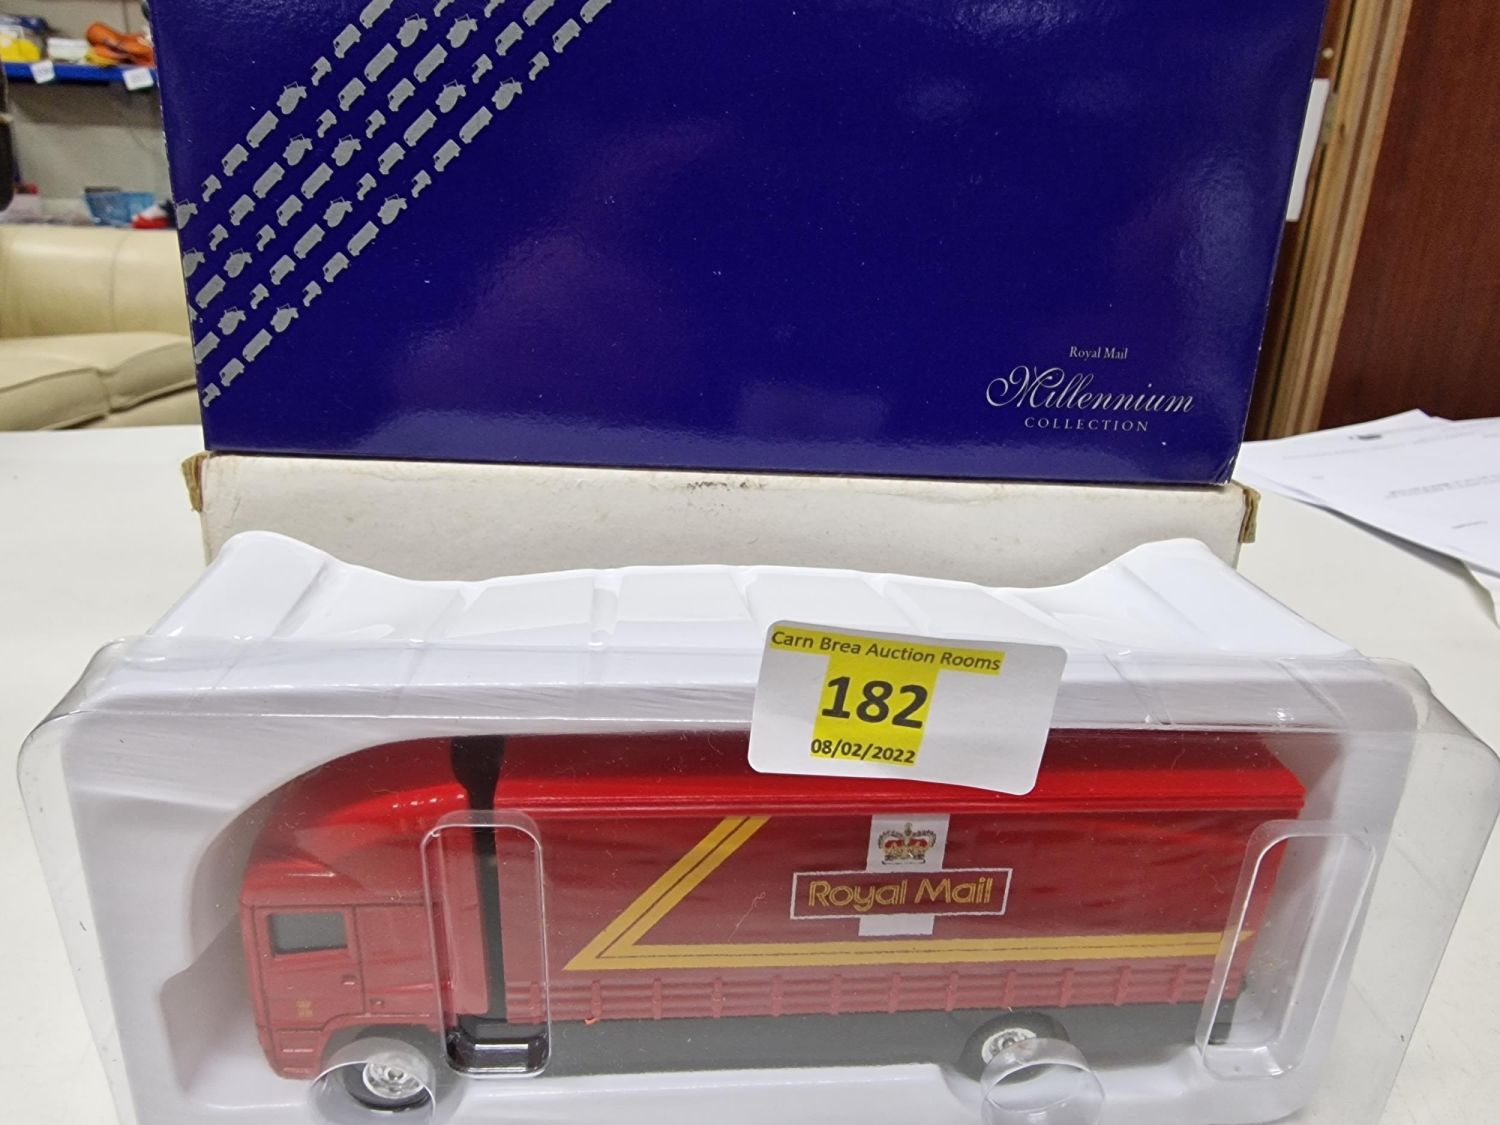 Royal Mail
Millennium
COLLECTION
Carn Brea Auction Rooms
182
08/02/2022
Royal Mail